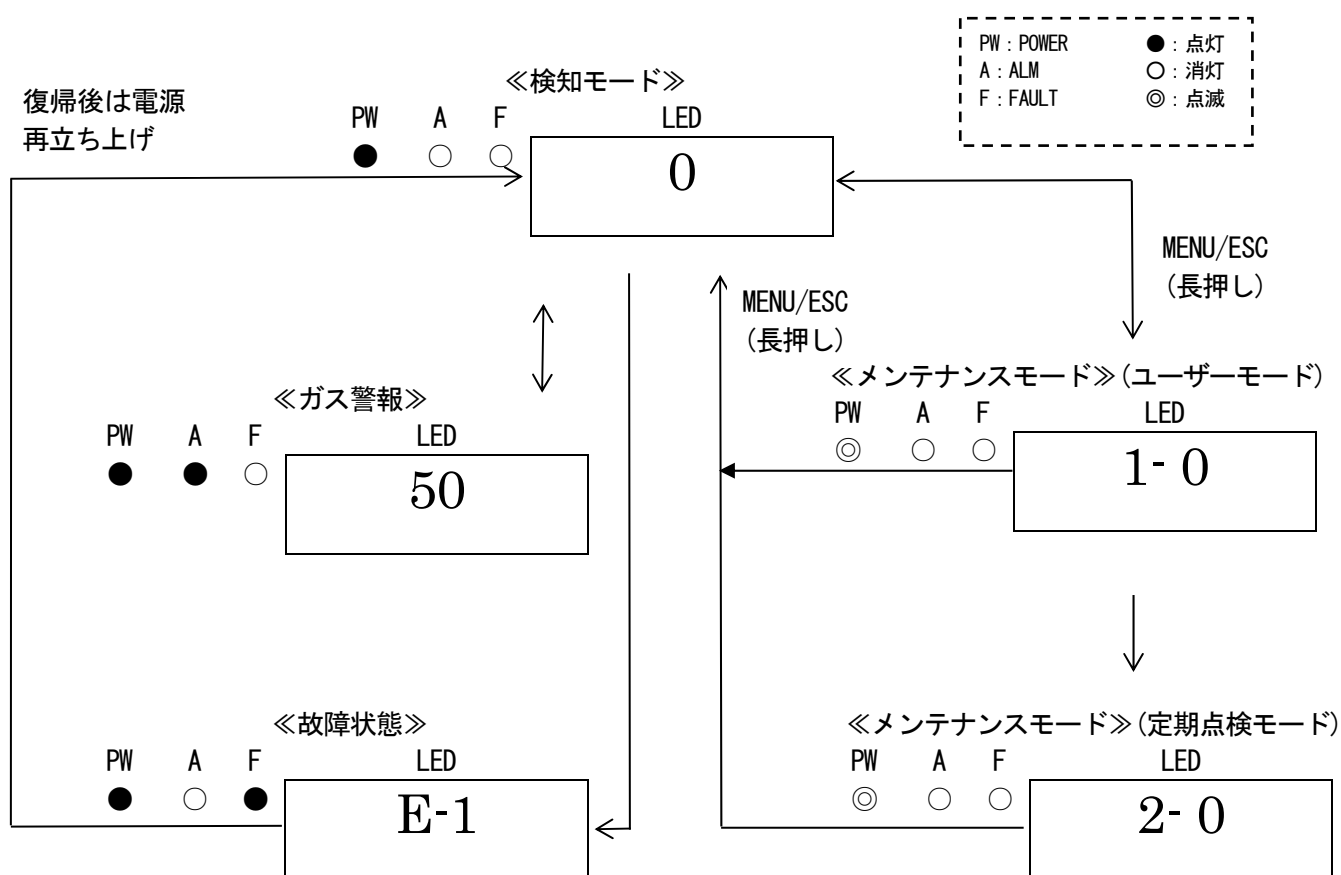 PW：POWER ●：点灯
A：ALM ○：消灯
F：FAULT ◎：点滅
復帰後は電源
再立ち上げ
≪検知モード≫
PW A F LED
● ○ ○
0
MENU/ESC
(長押し)
MENU/ESC
(長押し)
≪ガス警報≫
PW A F LED
● ● ○
50
≪メンテナンスモード≫(ユーザーモード)
PW A F LED
◎ ○ ○
1- 0
≪故障状態≫
PW A F LED
● ○ ●
E-1
≪メンテナンスモード≫(定期点検モード)
PW A F LED
◎ ○ ○
2- 0